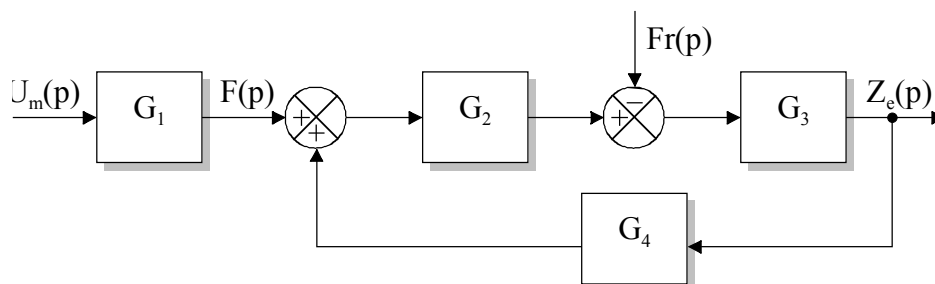 Fr(p)
U_m(p)
G_1
F(p)
G_2
G_3
Z_e(p)
−
+
+
+
G_4